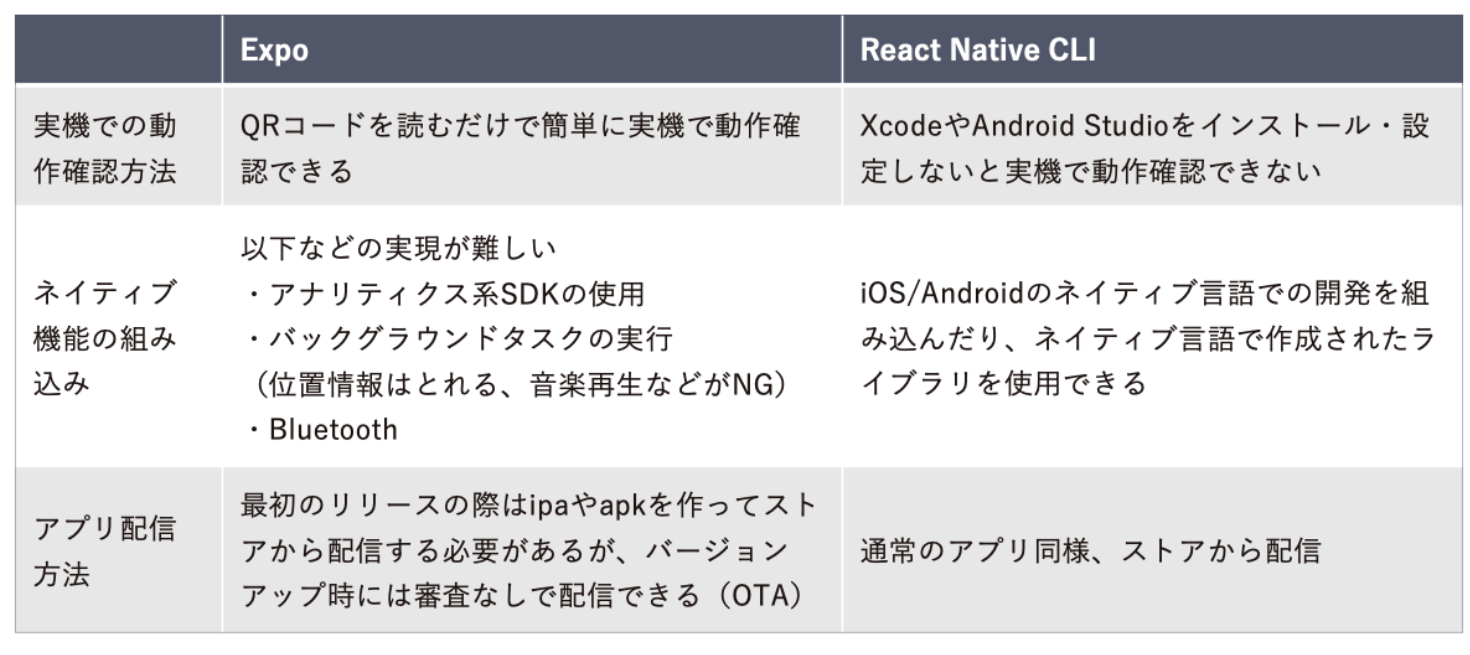 Expo
React Native CLI
実機での動
作確認方法
QRコードを読むだけで簡単に実機で動作確
認できる
XcodeやAndroid Studioをインストール・設
定しないと実機で動作確認できない
ネイティブ
機能の組み
込み
以下などの実現が難しい
・アナリティクス系SDKの使用
・バックグラウンドタスクの実行
（位置情報はとれる、音楽再生などがNG）
・Bluetooth
iOS/Androidのネイティブ言語での開発を組
み込んだり、ネイティブ言語で作成されたラ
イブラリを使用できる
アプリ配信
方法
最初のリリースの際はipaやapkを作ってスト
アから配信する必要があるが、バージョン
アップ時には審査なしで配信できる（OTA）
通常のアプリ同様、ストアから配信